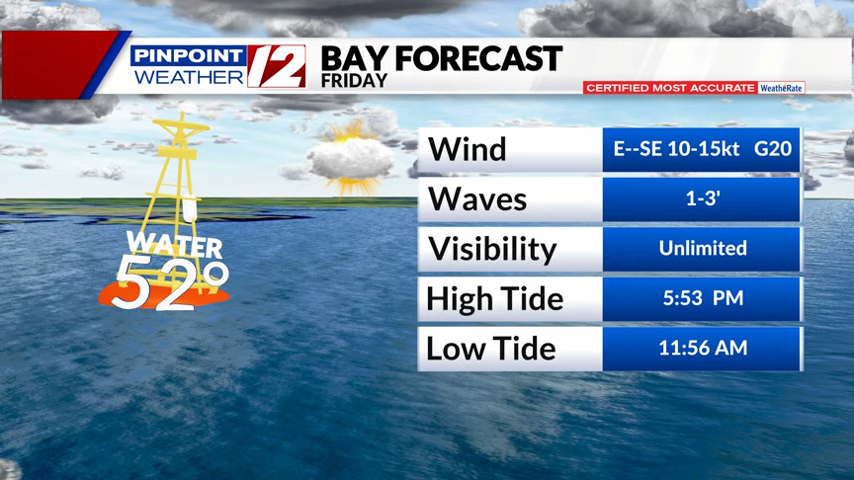 PINPOINT
WEATHER 12
BAY FORECAST
FRIDAY
CERTIFIED MOST ACCURATE WeatheRate
Wind E--SE 10-15kt G20
Waves 1-3'
Visibility Unlimited
High Tide 5:53 PM
Low Tide 11:56 AM
WATER
52°